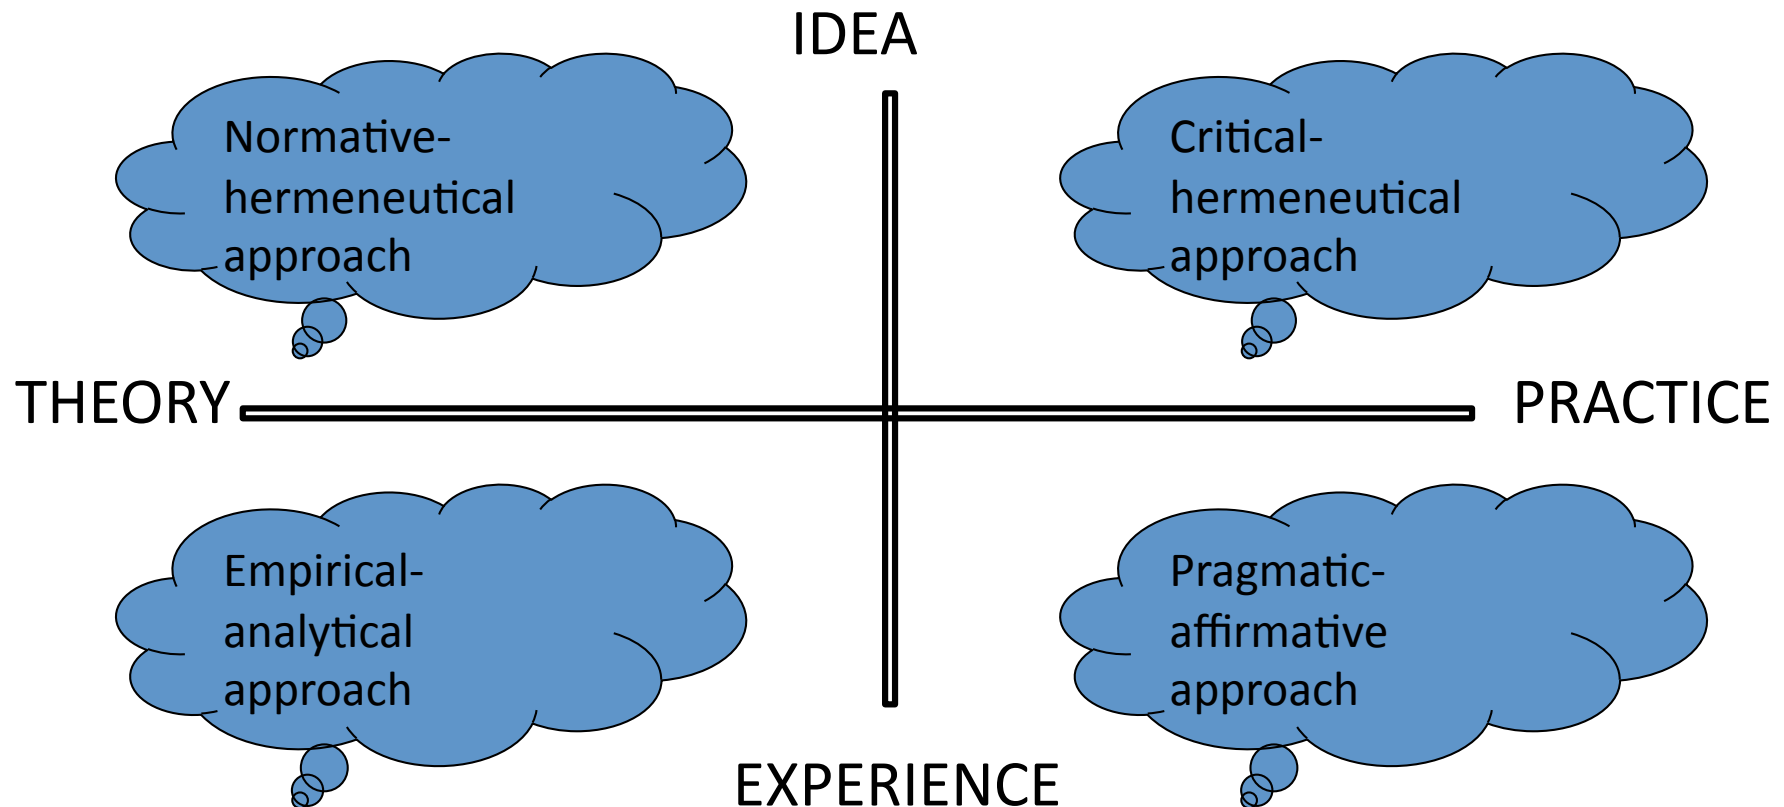 IDEA
Normative-
hermeneutical
approach
Critical-
hermeneutical
approach
THEORY
PRACTICE
Empirical-
analytical
approach
Pragmatic-
affirmative
approach
EXPERIENCE